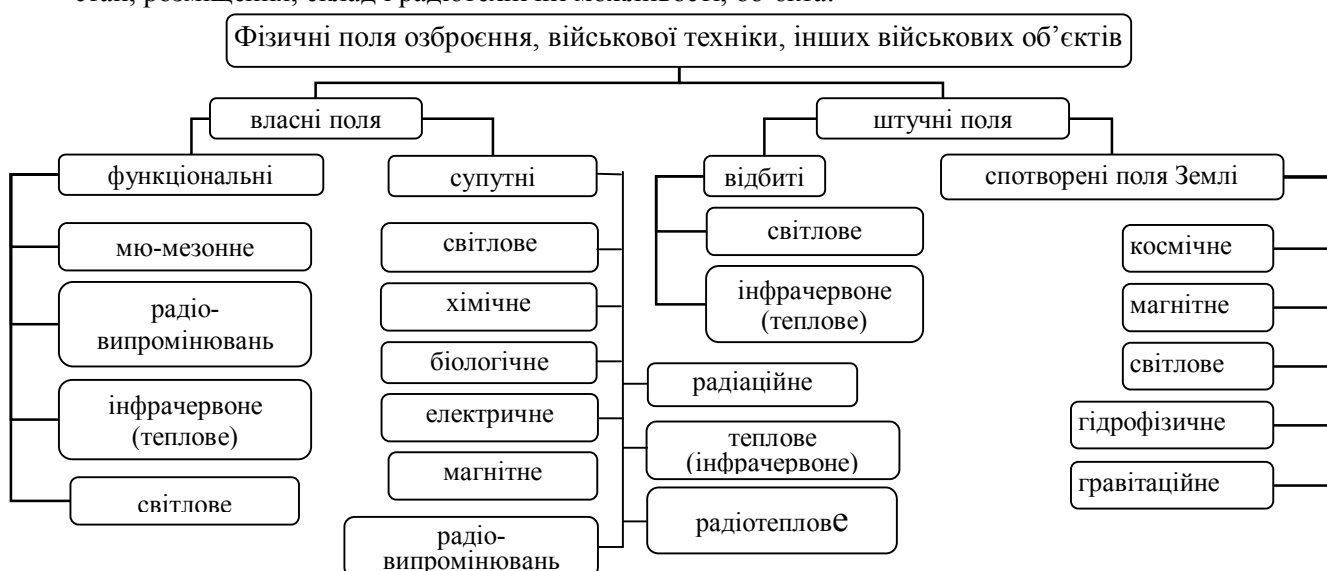 Фізичні поля озброєння, військової техніки, інших військових об’єктів
власні поля
штучні поля
функціональні
супутні
відбиті
спотворені поля Землі
мю-мезонне
радіо-
випромінювань
інфрачервоне
(теплове)
світлове
світлове
хімічне
біологічне
електричне
магнітне
радіо-
випромінювань
радіаційне
теплове
(інфрачервоне)
радіотеплове
світлове
інфрачервоне
(теплове)
космічне
магнітне
світлове
гідрофізичне
гравітаційне